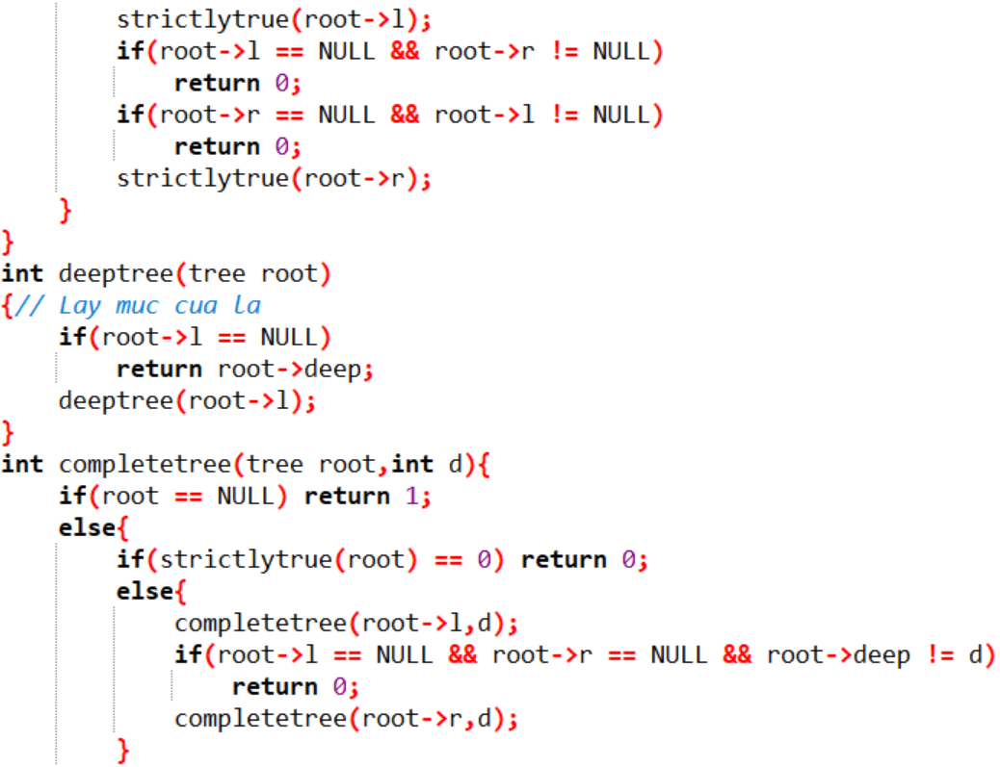 strictlytrue(root->l);
        if(root->l == NULL && root->r != NULL)
            return 0;
        if(root->r == NULL && root->l != NULL)
            return 0;
        strictlytrue(root->r);
    }
}
int deeptree(tree root)
{// Lay muc cua la
    if(root->l == NULL)
        return root->deep;
    deeptree(root->l);
}
int completetree(tree root,int d){
    if(root == NULL) return 1;
    else{
        if(strictlytrue(root) == 0) return 0;
        else{
            completetree(root->l,d);
            if(root->l == NULL && root->r == NULL && root->deep != d)
                return 0;
            completetree(root->r,d);
        }